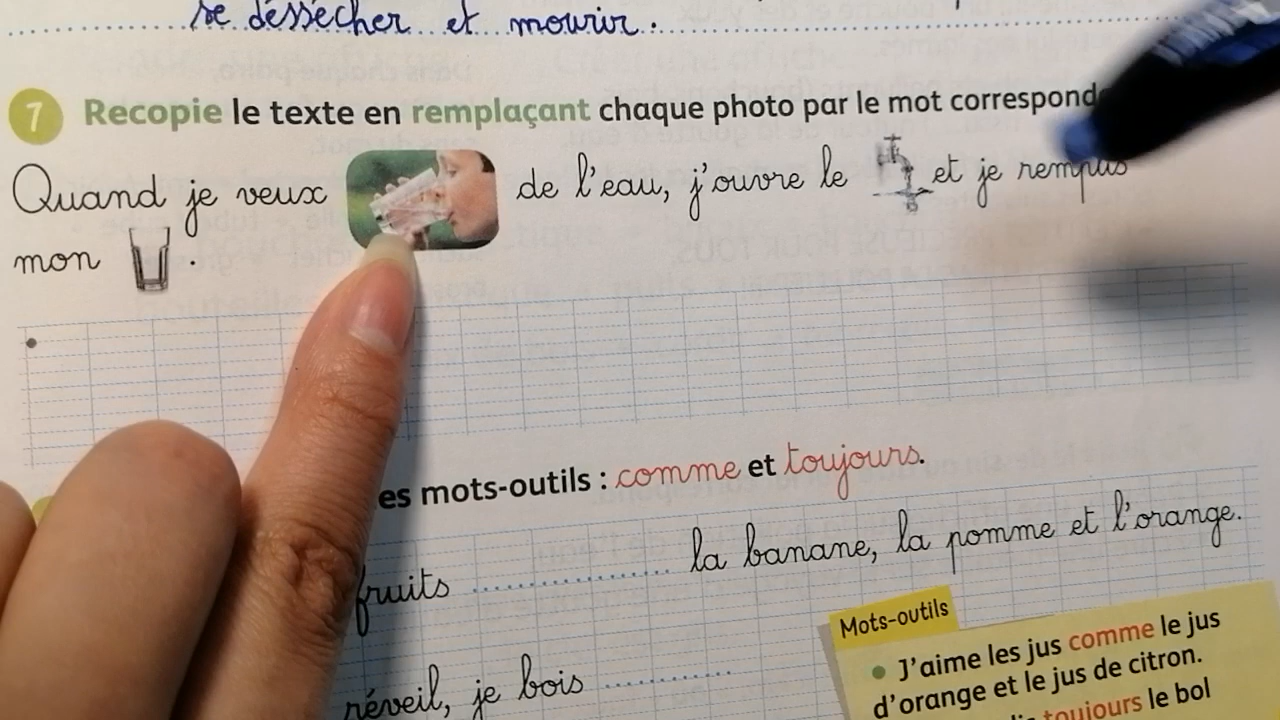 se dessécher et mourir.
7 Recopie le texte en remplaçant chaque photo par le mot correspond
Quand je veux de l'eau, j'ouvre le et je remplis
mon .
es mots-outils : comme et toujours.
fruits la banane, la pomme et l'orange.
Mots-outils
• J'aime les jus comme le jus
d'orange et le jus de citron.
réveil, je bois
toujours le bol